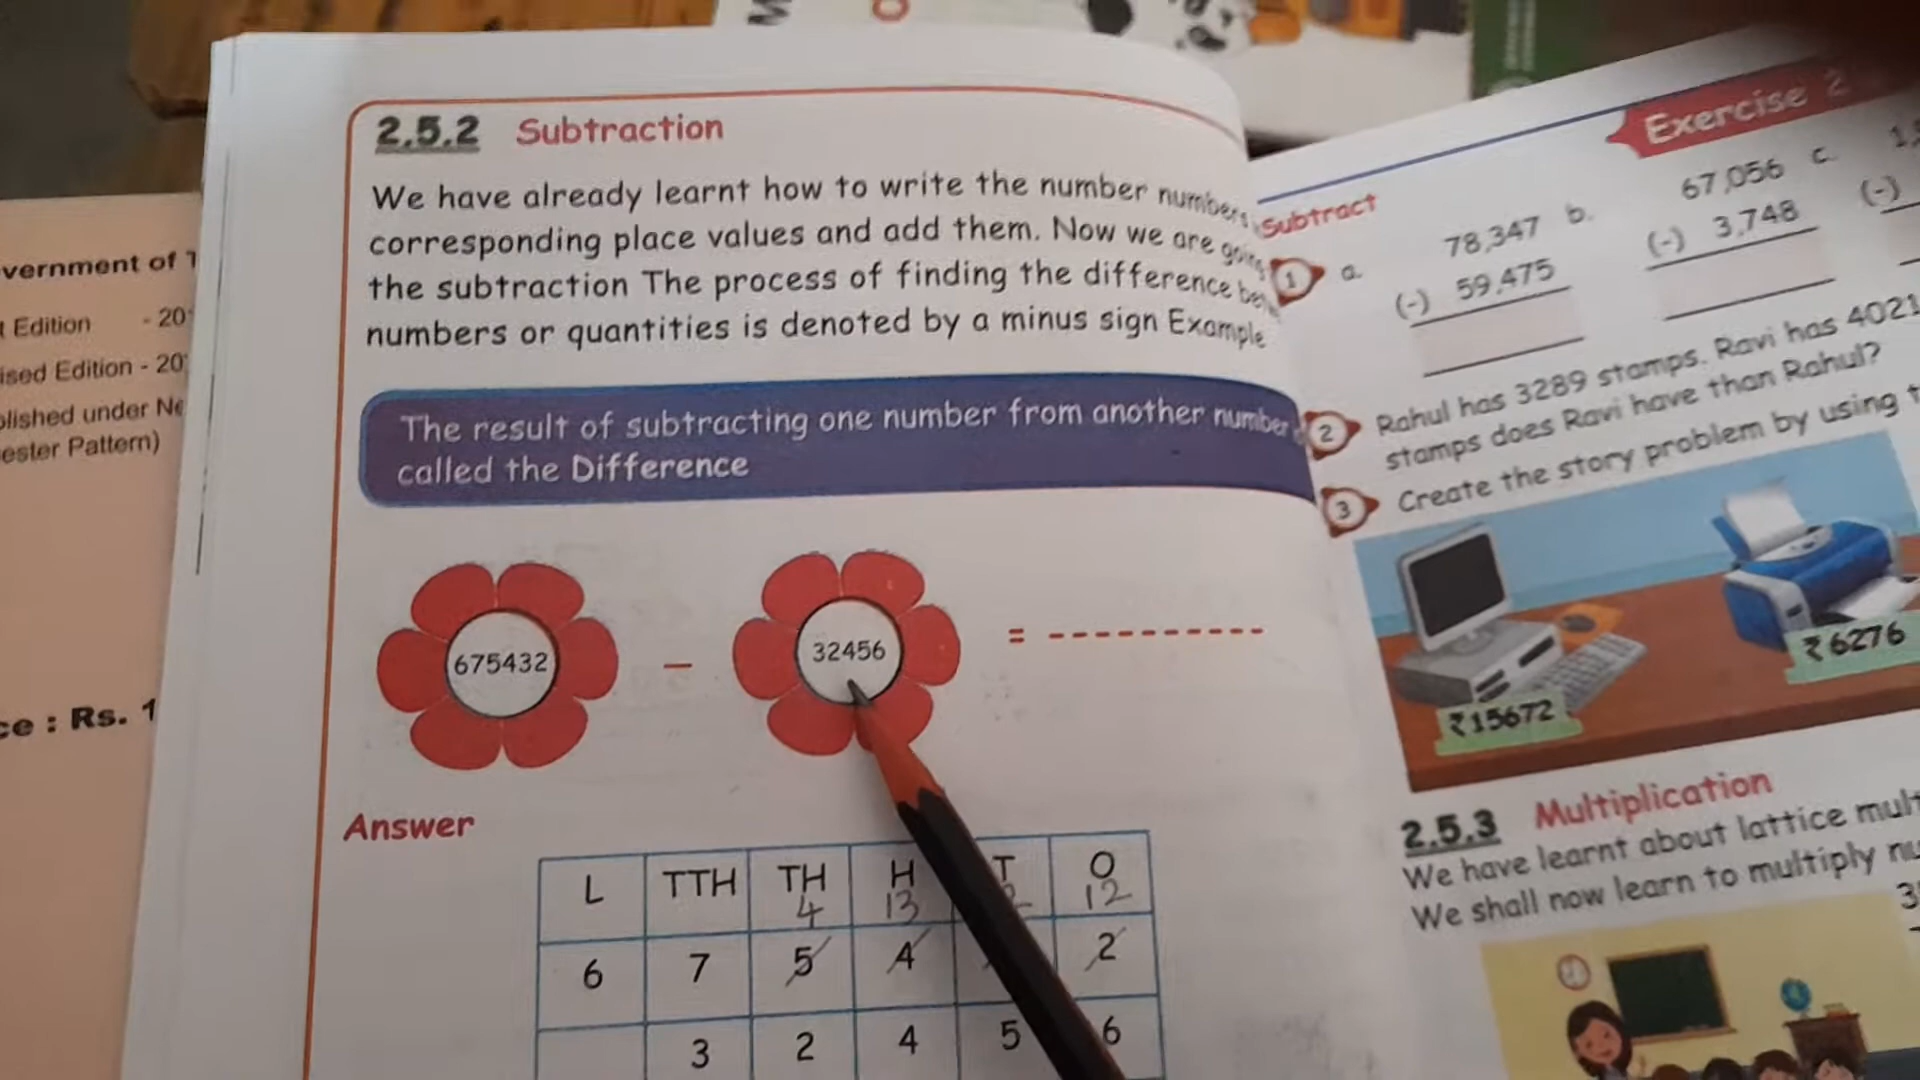 2.5.2 Subtraction
We have already learnt how to write the number numbers
corresponding place values and add them. Now we are going
the subtraction The process of finding the difference
numbers or quantities is denoted by a minus sign Example
The result of subtracting one number from another number
called the Difference
675432 − 32456 = ----------
Answer
L TTH TH H T O
4 13 12
6 7 5 4 2
3 2 4 5 6
vernment of
t Edition - 20
ised Edition - 20
blished under Ne
ester Pattern)
ce : Rs. 1
Exercise 2
Subtract
1 a. 78,347 b. 67,056 c.
(-) 59,475 (-) 3,748 (-)
2 Rahul has 3289 stamps. Ravi has 4021
stamps does Ravi have than Rahul?
3 Create the story problem by using
₹6276
₹15672
2.5.3 Multiplication
We have learnt about lattice
We shall now learn to multiply